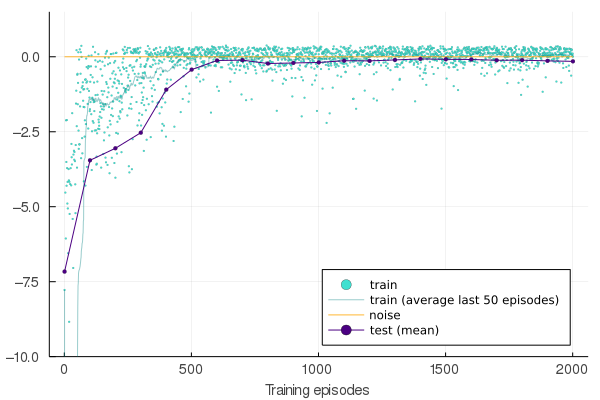 0.0
−2.5
−5.0
−7.5
−10.0
train
train (average last 50 episodes)
noise
test (mean)
0 500 1000 1500 2000
Training episodes